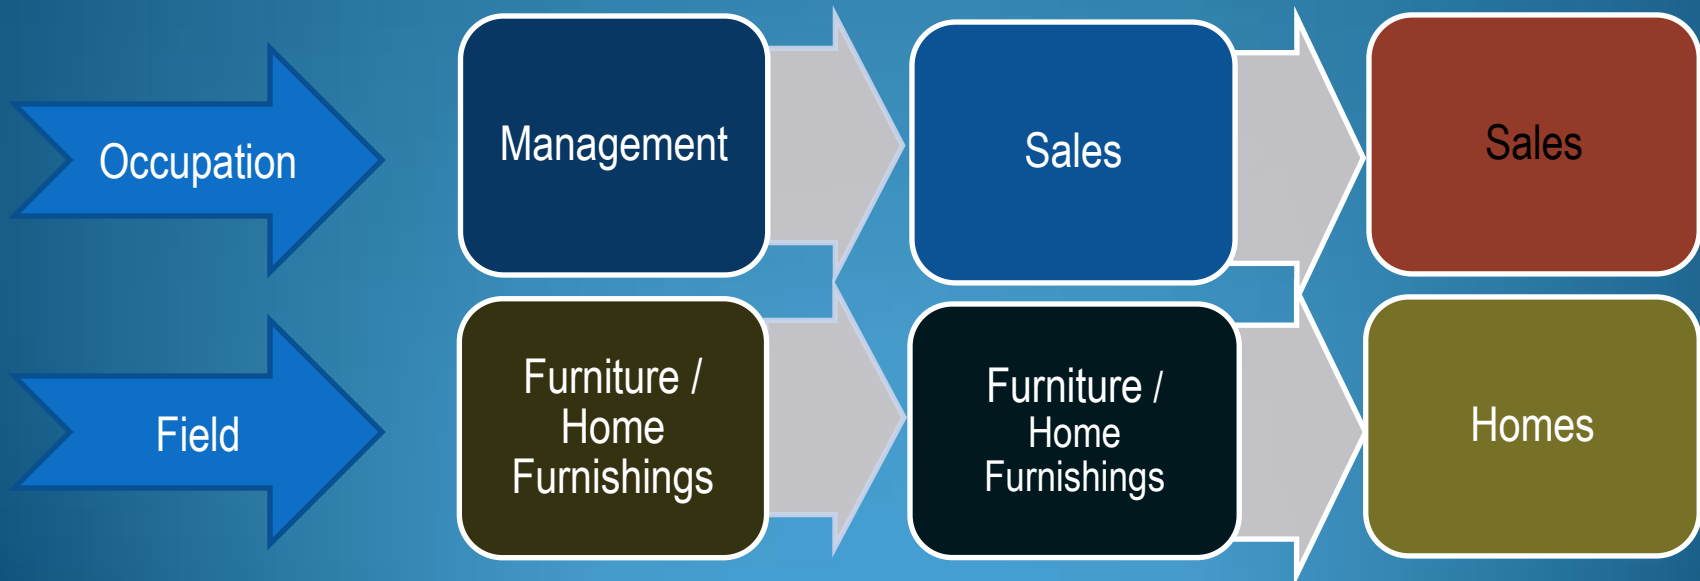 Occupation
Management
Sales
Sales
Field
Furniture /
Home
Furnishings
Furniture /
Home
Furnishings
Homes